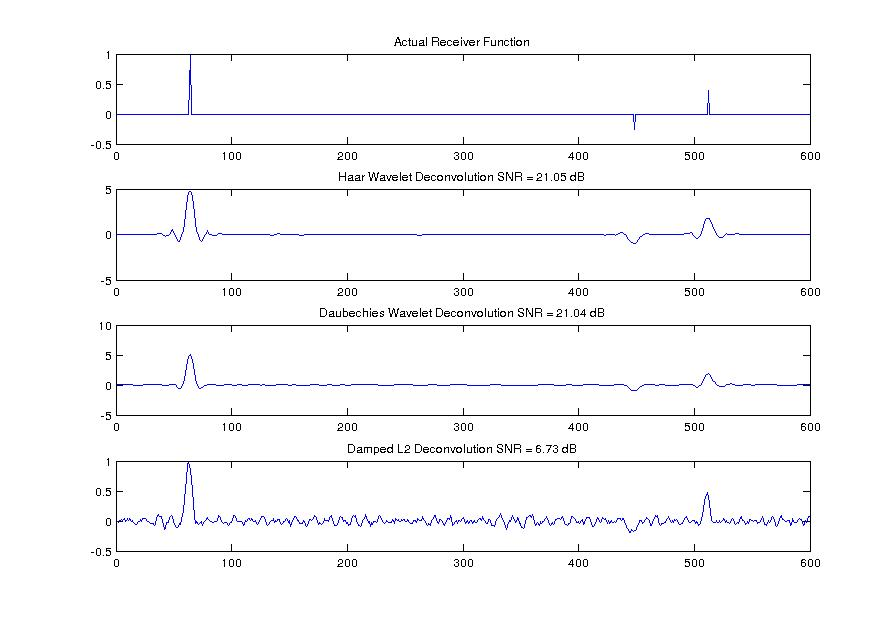 Actual Receiver Function
1
0.5
0
-0.5
0 100 200 300 400 500 600
Haar Wavelet Deconvolution SNR = 21.05 dB
5
0
-5
0 100 200 300 400 500 600
Daubechies Wavelet Deconvolution SNR = 21.04 dB
10
5
0
-5
0 100 200 300 400 500 600
Damped L2 Deconvolution SNR = 6.73 dB
1
0.5
0
-0.5
0 100 200 300 400 500 600